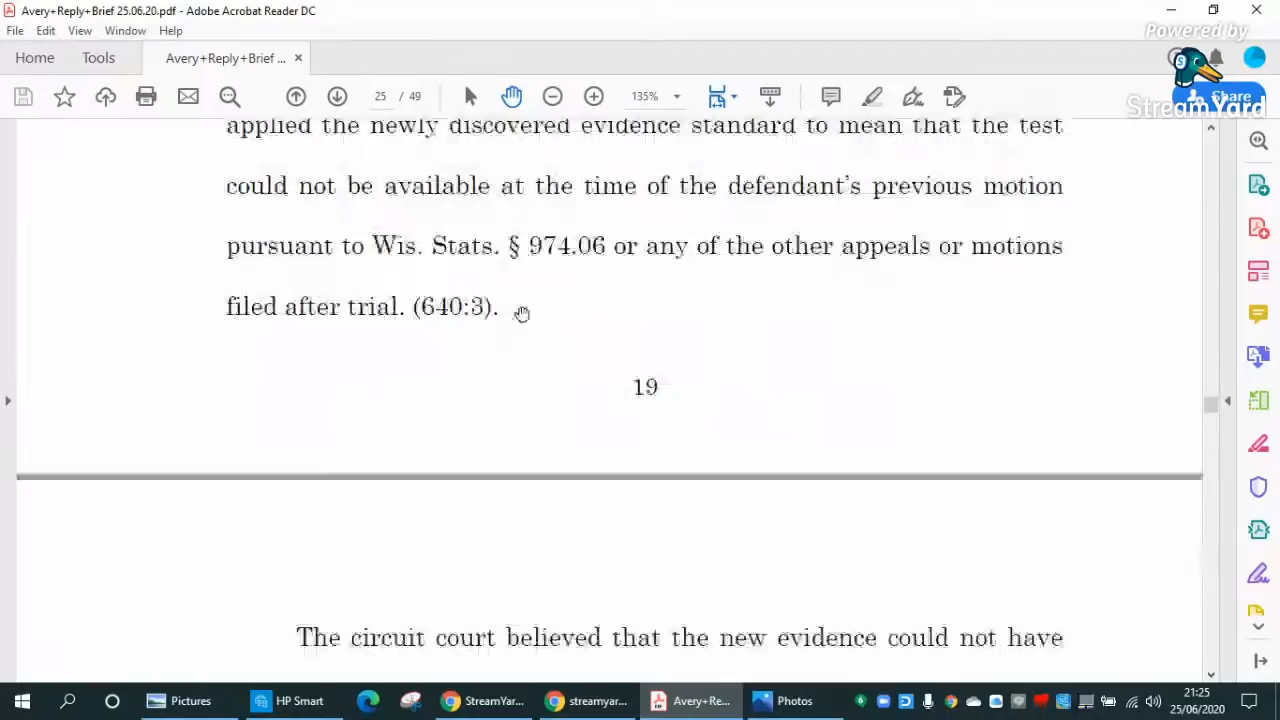 Avery+Reply+Brief 25.06.20.pdf - Adobe Acrobat Reader DC
Powered by
File Edit View Window Help
Home Tools Avery+Reply+Brief ... ×
25 / 49 135% Share
StreamYard
applied the newly discovered evidence standard to mean that the test
could not be available at the time of the defendant's previous motion
pursuant to Wis. Stats. § 974.06 or any of the other appeals or motions
filed after trial. (640:3).
19
The circuit court believed that the new evidence could not have
Pictures HP Smart StreamYar... streamyar... Avery+Re... Photos 21:25
25/06/2020